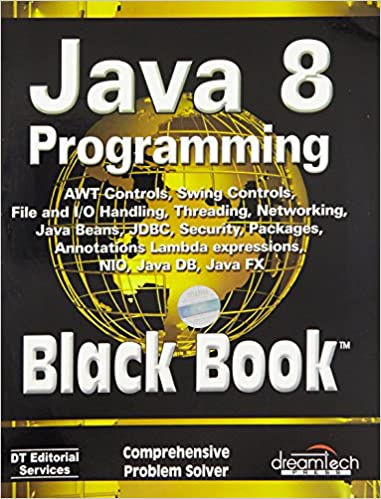 Java 8
Programming
AWT Controls, Swing Controls,
File and I/O Handling, Threading, Networking,
Java Beans, JDBC, Security, Packages,
Annotations Lambda expressions,
NIO, Java DB, Java FX
Black Book™
DT Editorial
Services
Comprehensive
Problem Solver
dreamtech
PRESS